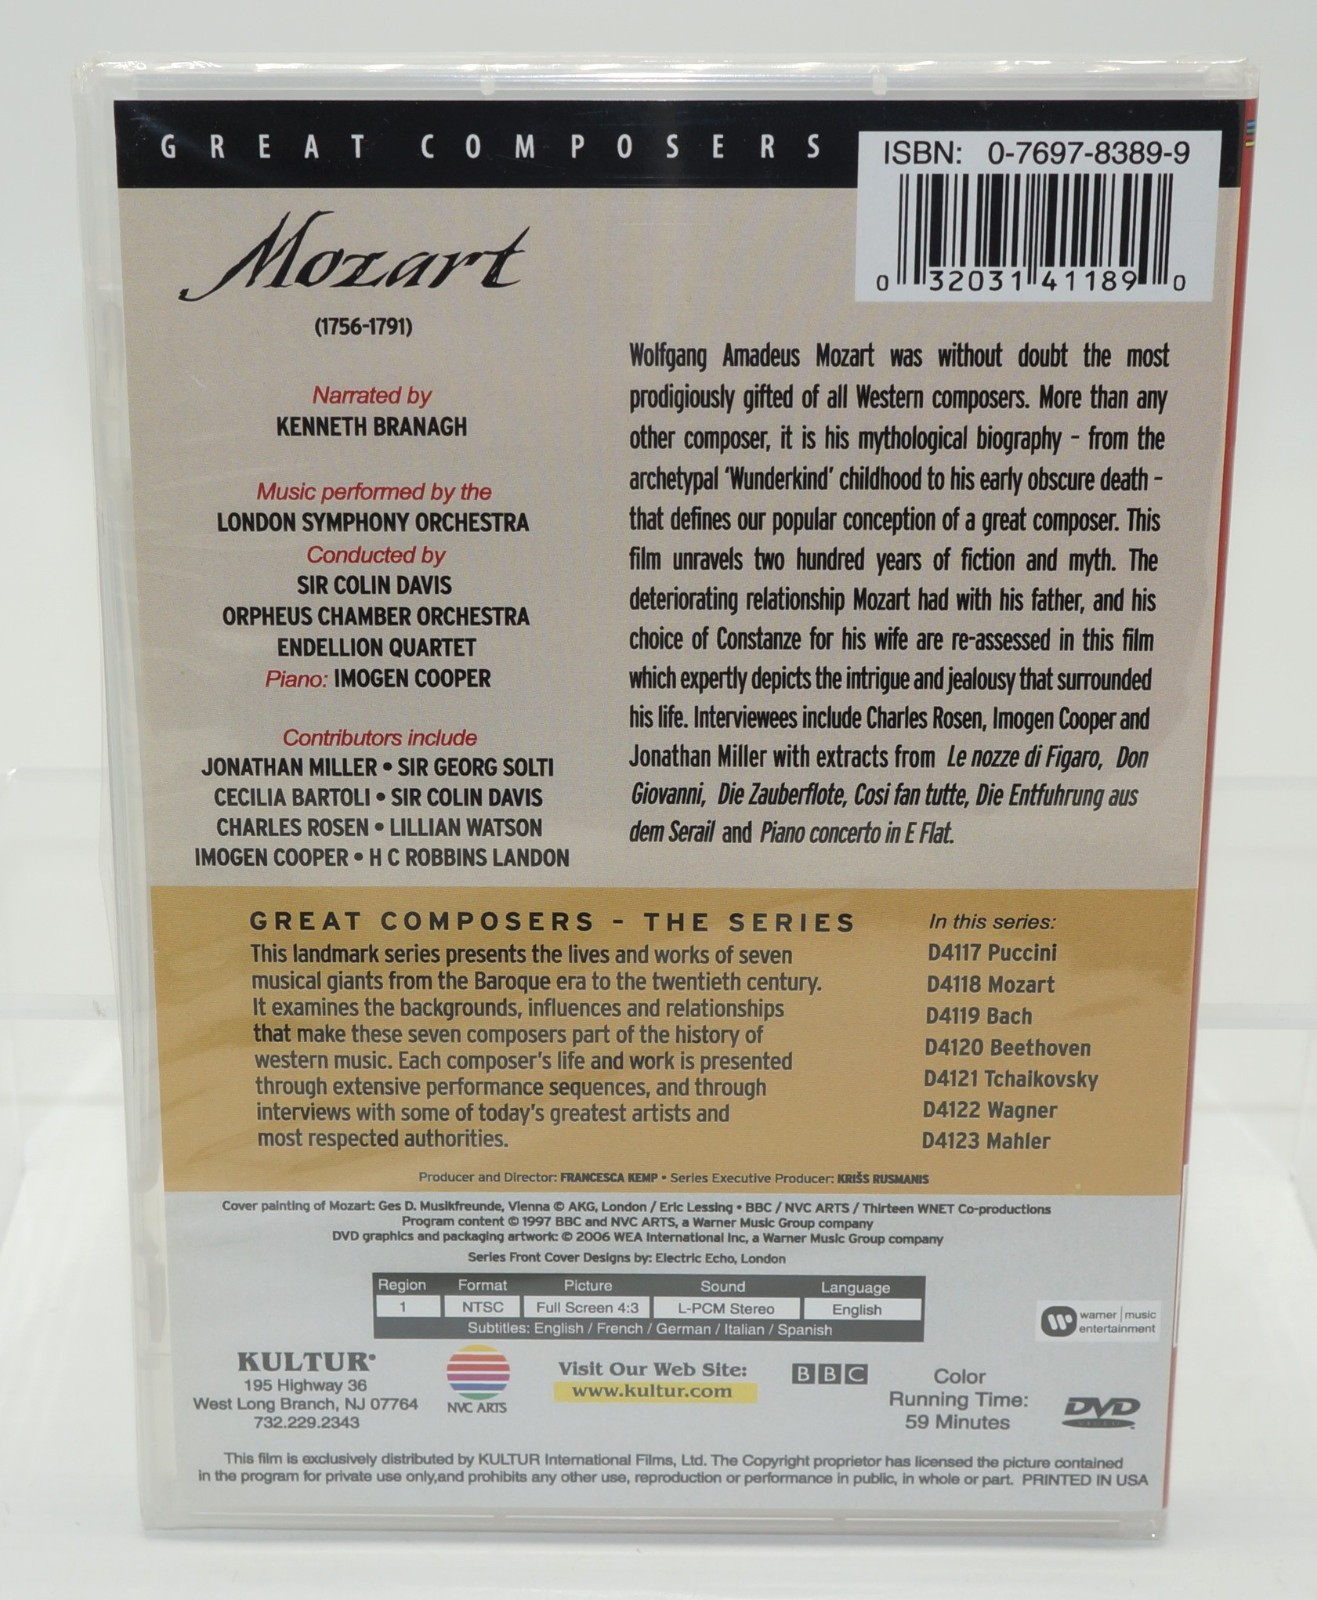 GREAT COMPOSERS
ISBN: 0-7697-8389-9
0 32031 41189 0
Mozart
(1756-1791)
Narrated by
KENNETH BRANAGH
Music performed by the
LONDON SYMPHONY ORCHESTRA
Conducted by
SIR COLIN DAVIS
ORPHEUS CHAMBER ORCHESTRA
ENDELLION QUARTET
Piano: IMOGEN COOPER
Contributors include
JONATHAN MILLER • SIR GEORG SOLTI
CECILIA BARTOLI • SIR COLIN DAVIS
CHARLES ROSEN • LILLIAN WATSON
IMOGEN COOPER • H C ROBBINS LANDON
Wolfgang Amadeus Mozart was without doubt the most
prodigiously gifted of all Western composers. More than any
other composer, it is his mythological biography - from the
archetypal 'Wunderkind' childhood to his early obscure death -
that defines our popular conception of a great composer. This
film unravels two hundred years of fiction and myth. The
deteriorating relationship Mozart had with his father, and his
choice of Constanze for his wife are re-assessed in this film
which expertly depicts the intrigue and jealousy that surrounded
his life. Interviewees include Charles Rosen, Imogen Cooper and
Jonathan Miller with extracts from Le nozze di Figaro, Don
Giovanni, Die Zauberflote, Cosi fan tutte, Die Entfuhrung aus
dem Serail and Piano concerto in E Flat.
GREAT COMPOSERS - THE SERIES
This landmark series presents the lives and works of seven
musical giants from the Baroque era to the twentieth century.
It examines the backgrounds, influences and relationships
that make these seven composers part of the history of
western music. Each composer's life and work is presented
through extensive performance sequences, and through
interviews with some of today's greatest artists and
most respected authorities.
In this series:
D4117 Puccini
D4118 Mozart
D4119 Bach
D4120 Beethoven
D4121 Tchaikovsky
D4122 Wagner
D4123 Mahler
Producer and Director: FRANCESCA KEMP • Series Executive Producer: KRIŠS RUSMANIS
Cover painting of Mozart: Ges D. Musikfreunde, Vienna © AKG, London / Eric Lessing • BBC / NVC ARTS / Thirteen WNET Co-productions
Program content © 1997 BBC and NVC ARTS, a Warner Music Group company
DVD graphics and packaging artwork: © 2006 WEA International Inc, a Warner Music Group company
Series Front Cover Designs by: Electric Echo, London
Region Format Picture Sound Language
1 NTSC Full Screen 4:3 L-PCM Stereo English
Subtitles: English / French / German / Italian / Spanish
warner music
entertainment
KULTUR
195 Highway 36
West Long Branch, NJ 07764
732.229.2343
NVC ARTS
Visit Our Web Site:
www.kultur.com
BBC
Color
Running Time:
59 Minutes
DVD
This film is exclusively distributed by KULTUR International Films, Ltd. The Copyright proprietor has licensed the picture contained
in the program for private use only,and prohibits any other use, reproduction or performance in public, in whole or part. PRINTED IN USA